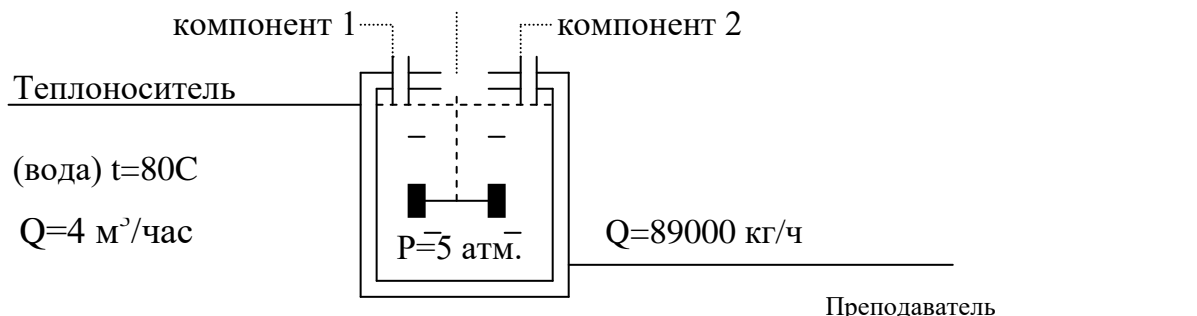 компонент 1 компонент 2
Теплоноситель
(вода) t=80С
Q=4 м³/час
P=5 атм.
Q=89000 кг/ч
Преподаватель